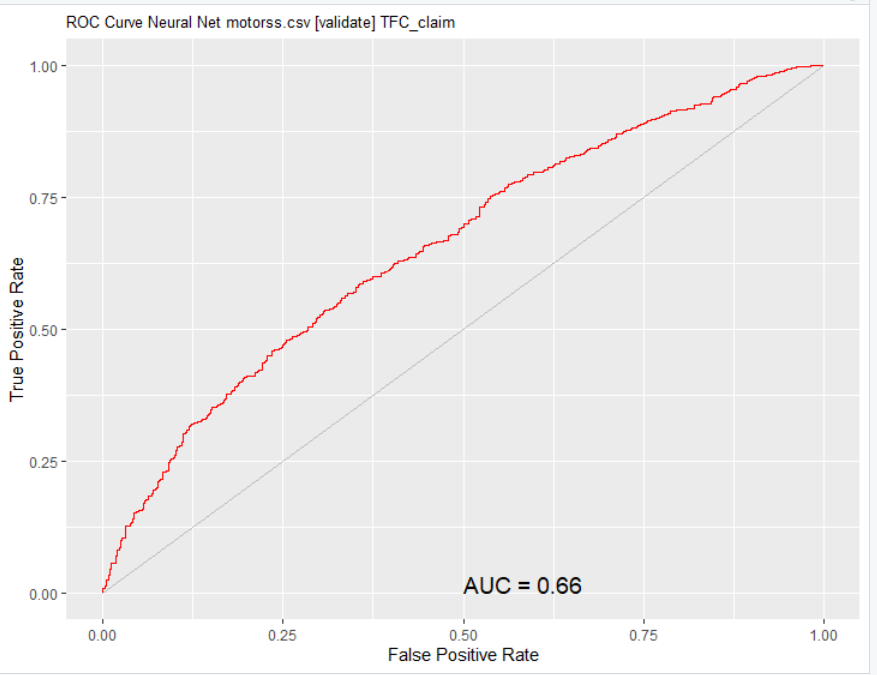 ROC Curve Neural Net motorss.csv [validate] TFC_claim
1.00
0.75
0.50
0.25
0.00
True Positive Rate
AUC = 0.66
0.00 0.25 0.50 0.75 1.00
False Positive Rate